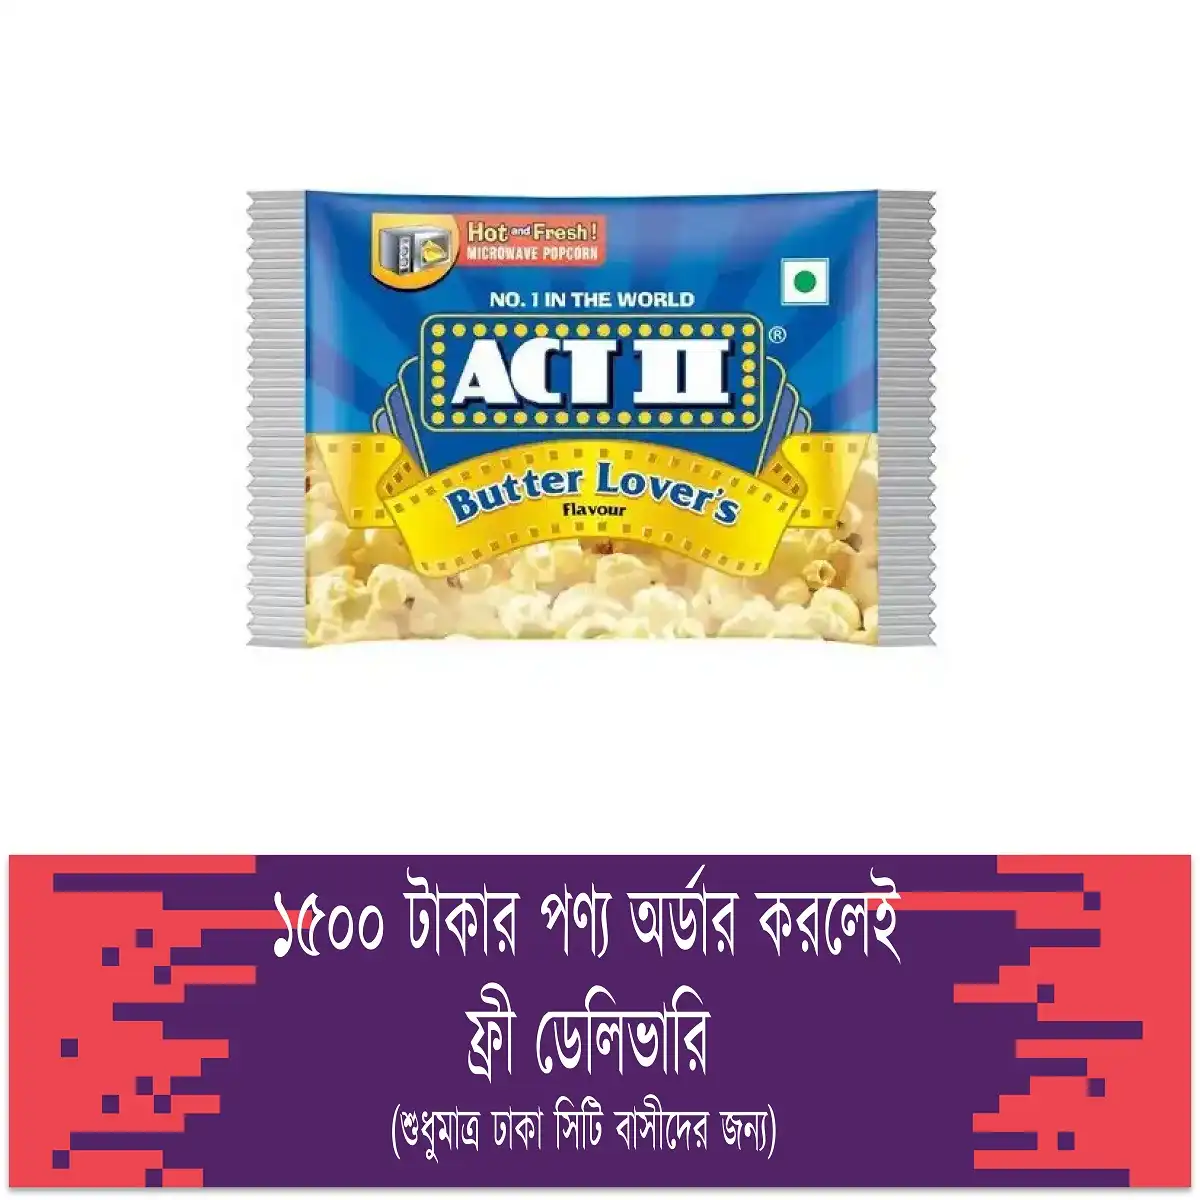 Hot and Fresh!
MICROWAVE POPCORN
NO. 1 IN THE WORLD
ACT II ®
Butter Lover's
Flavour
১৫০০ টাকার পণ্য অর্ডার করলেই
ফ্রী ডেলিভারি
(শুধুমাত্র ঢাকা সিটি বাসীদের জন্য)